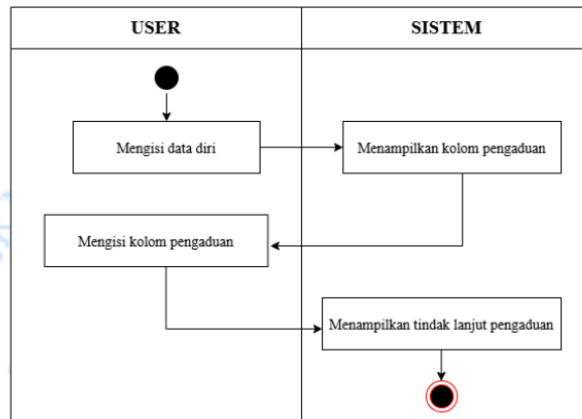 USER
SISTEM
Mengisi data diri
Menampilkan kolom pengaduan
Mengisi kolom pengaduan
Menampilkan tindak lanjut pengaduan